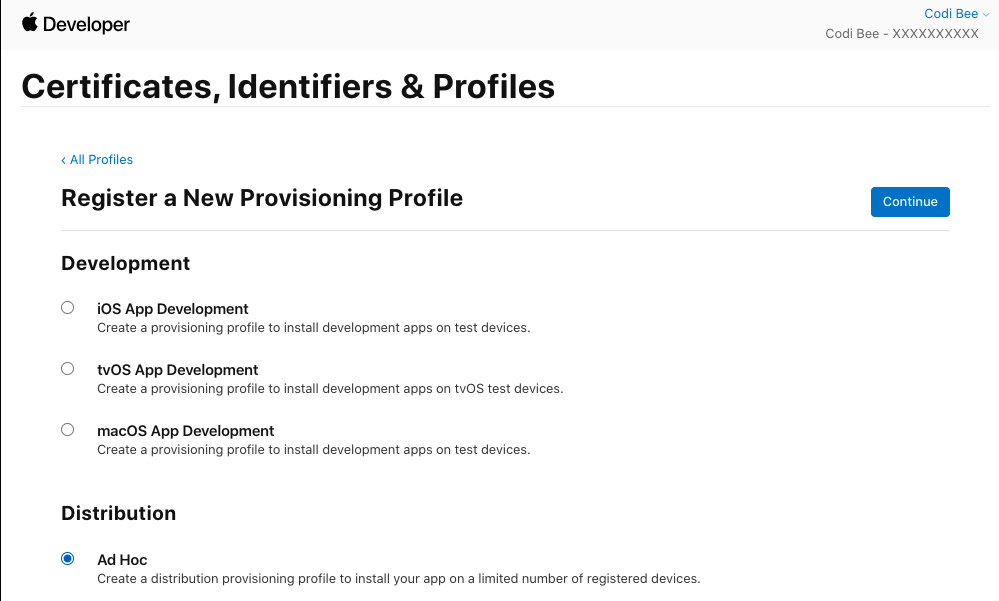 Developer
Codi Bee
Codi Bee - XXXXXXXXXX
Certificates, Identifiers & Profiles
‹ All Profiles
Register a New Provisioning Profile
Continue
Development
iOS App Development
Create a provisioning profile to install development apps on test devices.
tvOS App Development
Create a provisioning profile to install development apps on tvOS test devices.
macOS App Development
Create a provisioning profile to install development apps on test devices.
Distribution
Ad Hoc
Create a distribution provisioning profile to install your app on a limited number of registered devices.